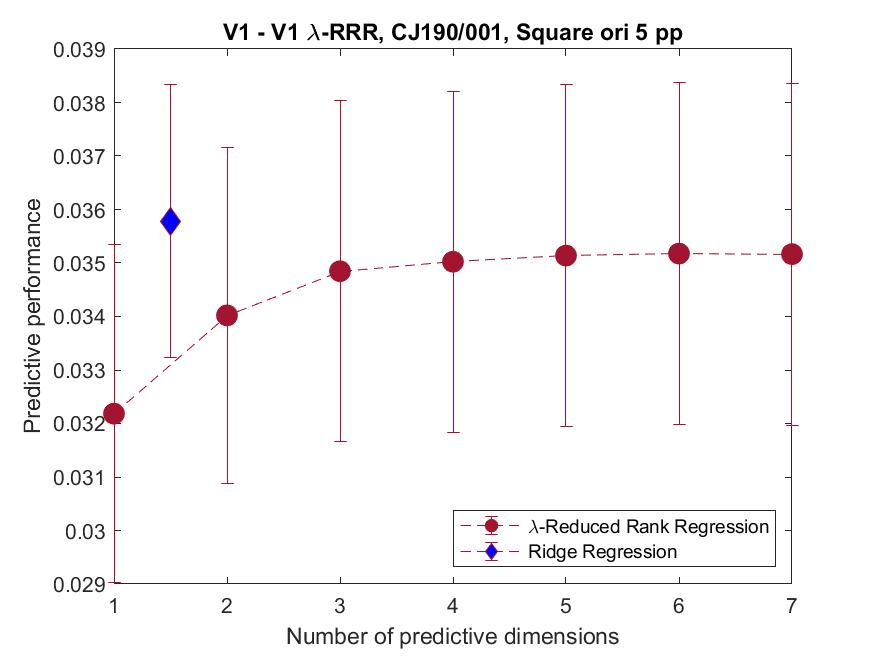 V1 - V1 λ-RRR, CJ190/001, Square ori 5 pp
0.039
0.038
0.037
0.036
0.035
0.034
0.033
0.032
0.031
0.03
0.029
Predictive performance
λ-Reduced Rank Regression
Ridge Regression
1 2 3 4 5 6 7
Number of predictive dimensions